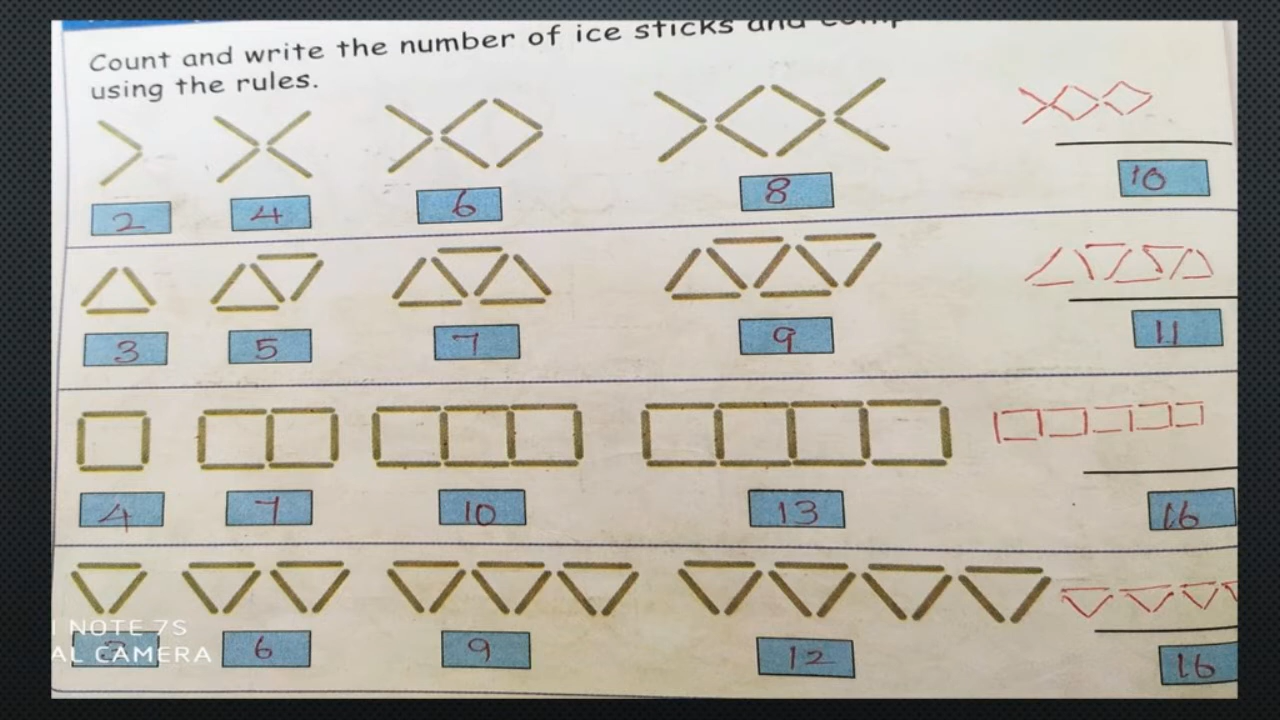 Count and write the number of ice sticks and
using the rules.
2 4 6 8 10
3 5 7 9 11
4 7 10 13 16
6 9 12 16
NOTE 7S
AL CAMERA